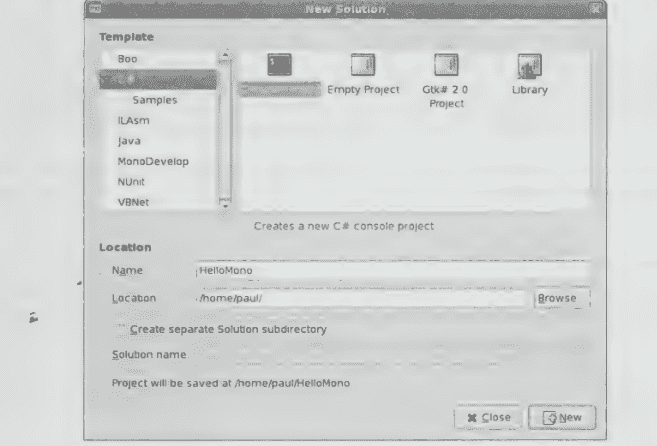 New Solution
Template
Boo
Samples
ILAsm
Java
MonoDevelop
NUnit
VBNet
Empty Project
Gtk# 2.0
Project
Library
Creates a new C# console project
Location
Name
HelloMono
Location
/home/paul/
Browse
Create separate Solution subdirectory
Solution name
Project will be saved at /home/paul/HelloMono
Close
New